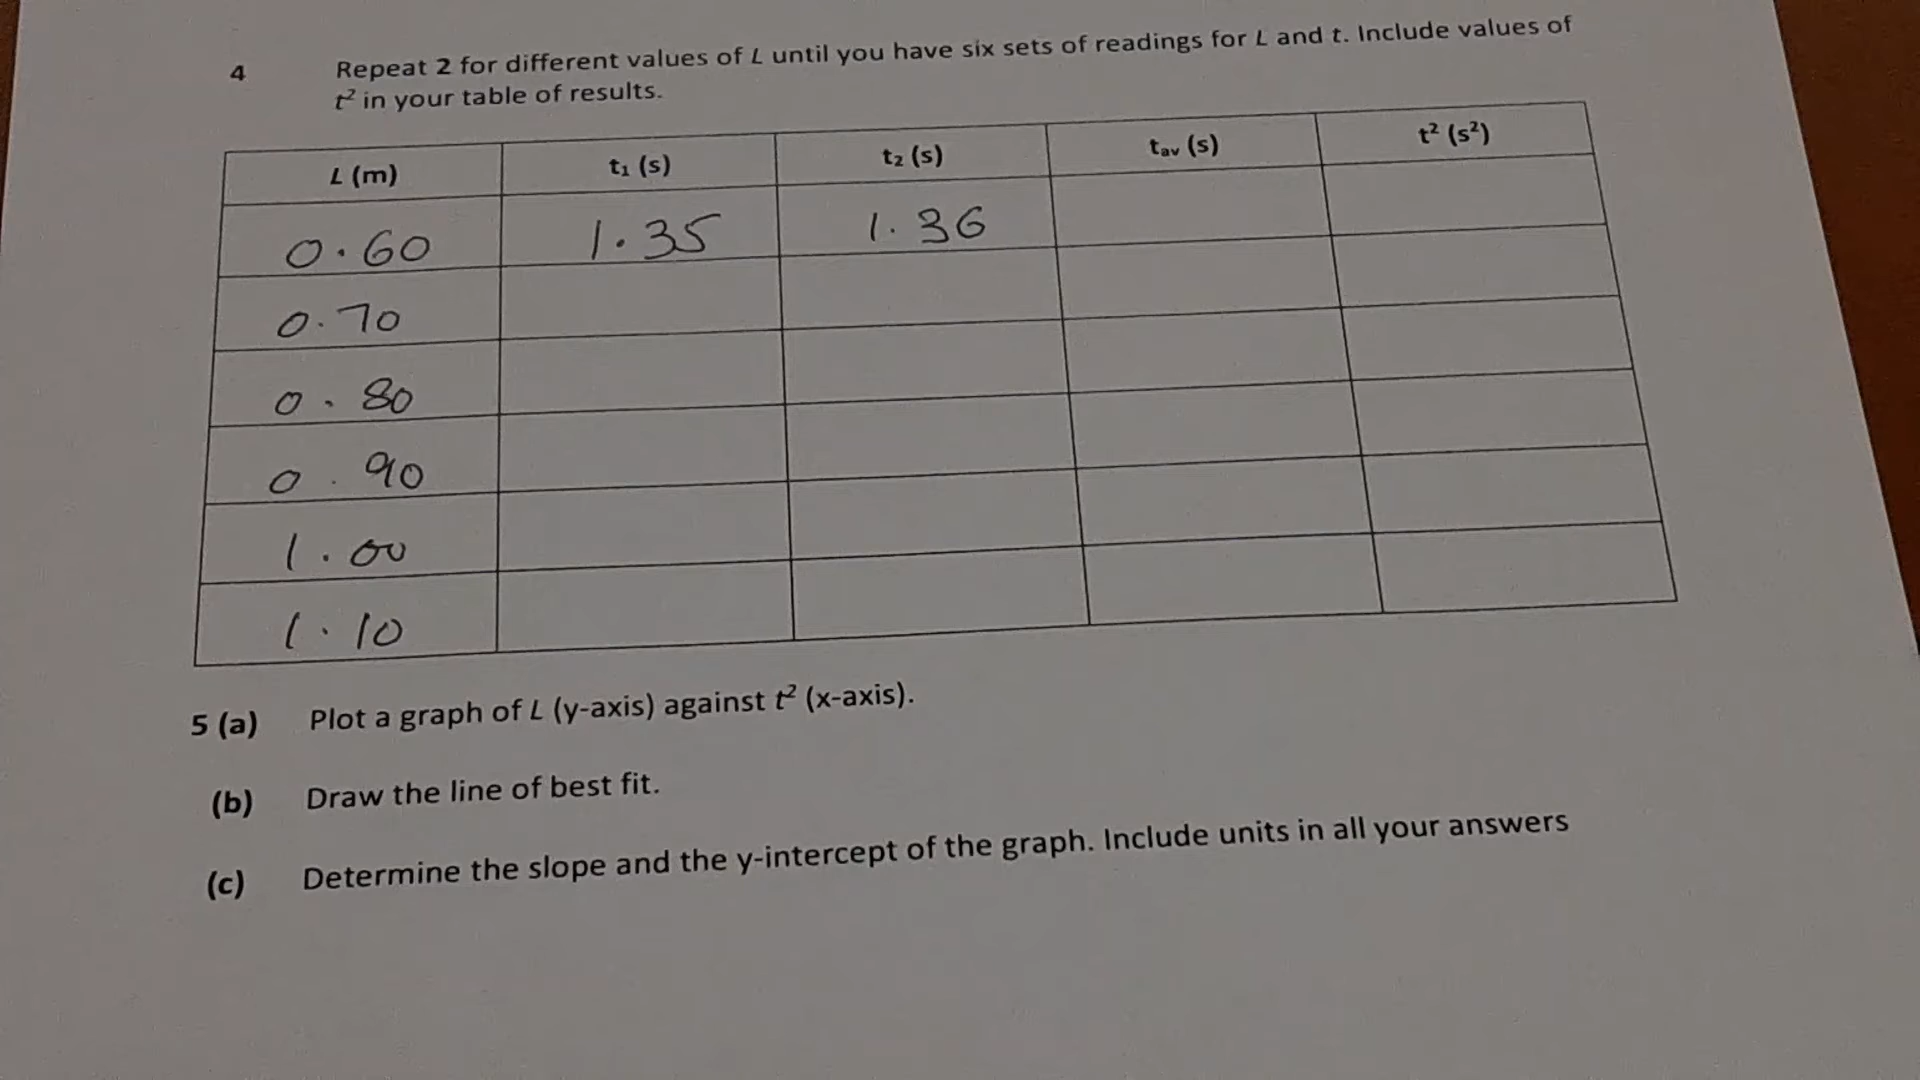 4 Repeat 2 for different values of L until you have six sets of readings for L and t. Include values of
t² in your table of results.
L (m) t₁ (s) t₂ (s) tₐᵥ (s) t² (s²)
0.60 1.35 1.36
0.70
0.80
0.90
1.00
1.10
5 (a) Plot a graph of L (y-axis) against t² (x-axis).
(b) Draw the line of best fit.
(c) Determine the slope and the y-intercept of the graph. Include units in all your answers